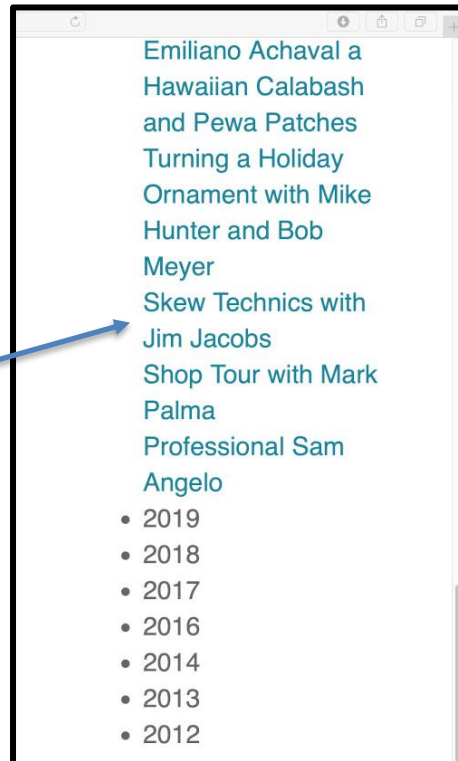 Emiliano Achaval a
Hawaiian Calabash
and Pewa Patches
Turning a Holiday
Ornament with Mike
Hunter and Bob
Meyer
Skew Technics with
Jim Jacobs
Shop Tour with Mark
Palma
Professional Sam
Angelo
• 2019
• 2018
• 2017
• 2016
• 2014
• 2013
• 2012